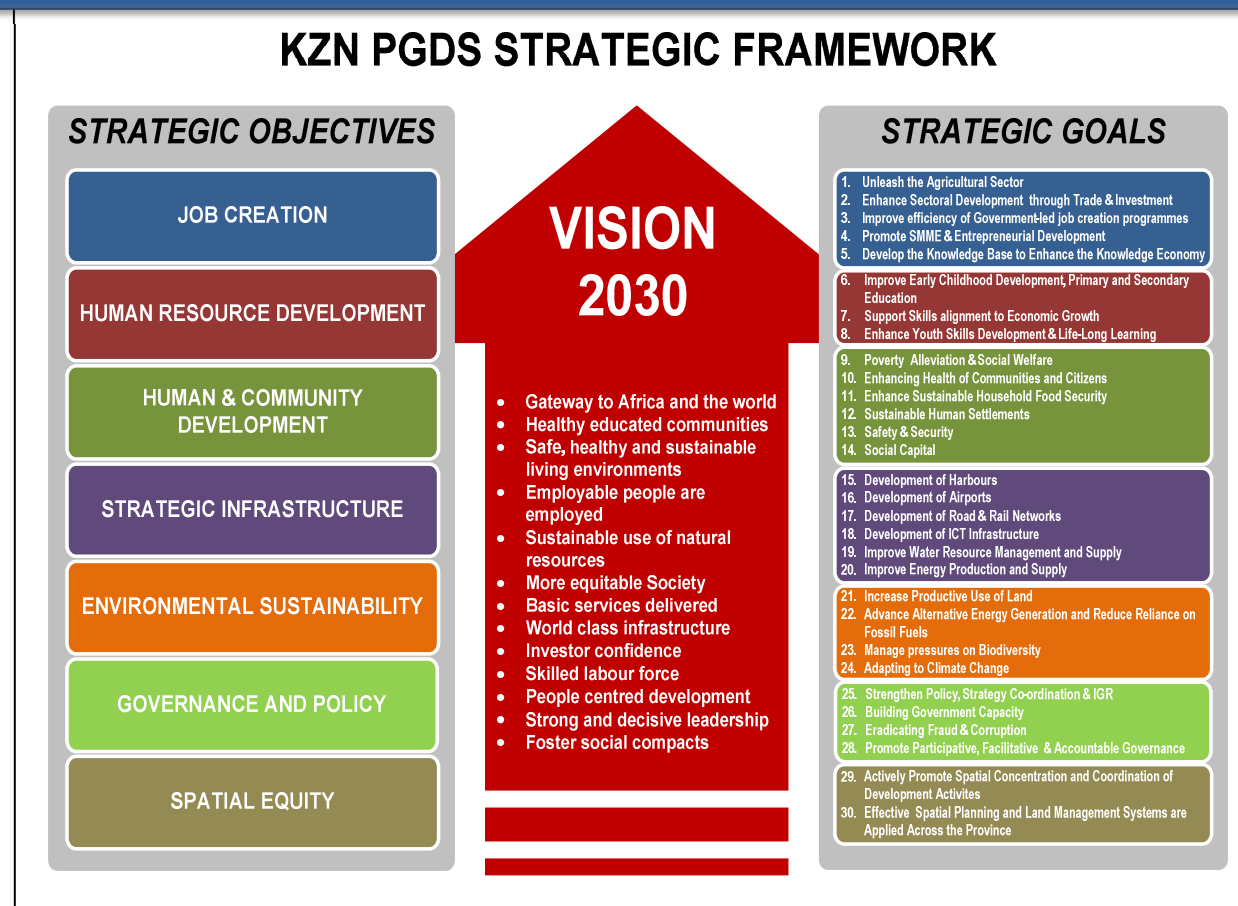 KZN PGDS STRATEGIC FRAMEWORK
STRATEGIC OBJECTIVES
JOB CREATION
HUMAN RESOURCE DEVELOPMENT
HUMAN & COMMUNITY
DEVELOPMENT
STRATEGIC INFRASTRUCTURE
ENVIRONMENTAL SUSTAINABILITY
GOVERNANCE AND POLICY
SPATIAL EQUITY
VISION
2030
• Gateway to Africa and the world
• Healthy educated communities
• Safe, healthy and sustainable
living environments
• Employable people are
employed
• Sustainable use of natural
resources
• More equitable Society
• Basic services delivered
• World class infrastructure
• Investor confidence
• Skilled labour force
• People centred development
• Strong and decisive leadership
• Foster social compacts
STRATEGIC GOALS
1. Unleash the Agricultural Sector
2. Enhance Sectoral Development through Trade & Investment
3. Improve efficiency of Government-led job creation programmes
4. Promote SMME & Entrepreneurial Development
5. Develop the Knowledge Base to Enhance the Knowledge Economy
6. Improve Early Childhood Development, Primary and Secondary
Education
7. Support Skills alignment to Economic Growth
8. Enhance Youth Skills Development & Life-Long Learning
9. Poverty Alleviation & Social Welfare
10. Enhancing Health of Communities and Citizens
11. Enhance Sustainable Household Food Security
12. Sustainable Human Settlements
13. Safety & Security
14. Social Capital
15. Development of Harbours
16. Development of Airports
17. Development of Road & Rail Networks
18. Development of ICT Infrastructure
19. Improve Water Resource Management and Supply
20. Improve Energy Production and Supply
21. Increase Productive Use of Land
22. Advance Alternative Energy Generation and Reduce Reliance on
Fossil Fuels
23. Manage pressures on Biodiversity
24. Adapting to Climate Change
25. Strengthen Policy, Strategy Co-ordination & IGR
26. Building Government Capacity
27. Eradicating Fraud & Corruption
28. Promote Participative, Facilitative & Accountable Governance
29. Actively Promote Spatial Concentration and Coordination of
Development Activites
30. Effective Spatial Planning and Land Management Systems are
Applied Across the Province